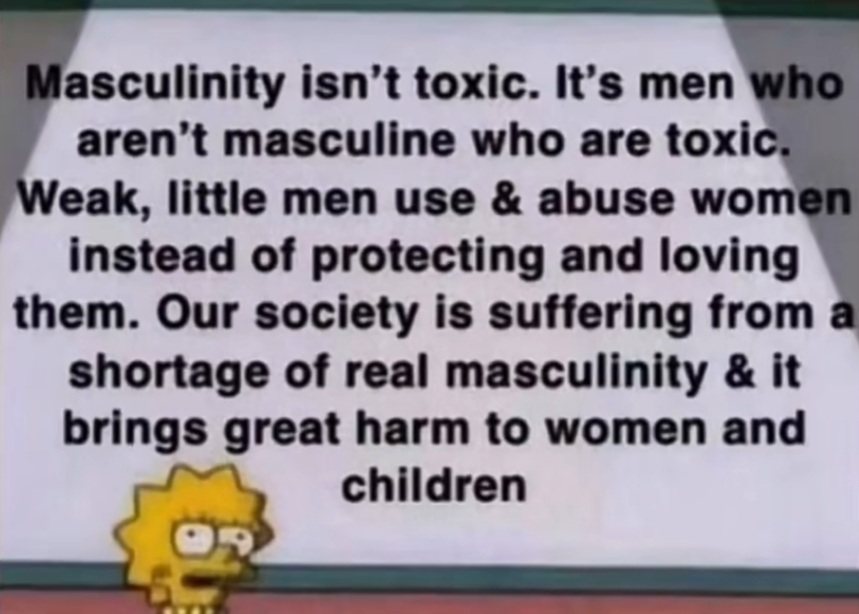 Masculinity isn't toxic. It's men who
aren't masculine who are toxic.
Weak, little men use & abuse women
instead of protecting and loving
them. Our society is suffering from a
shortage of real masculinity & it
brings great harm to women and
children